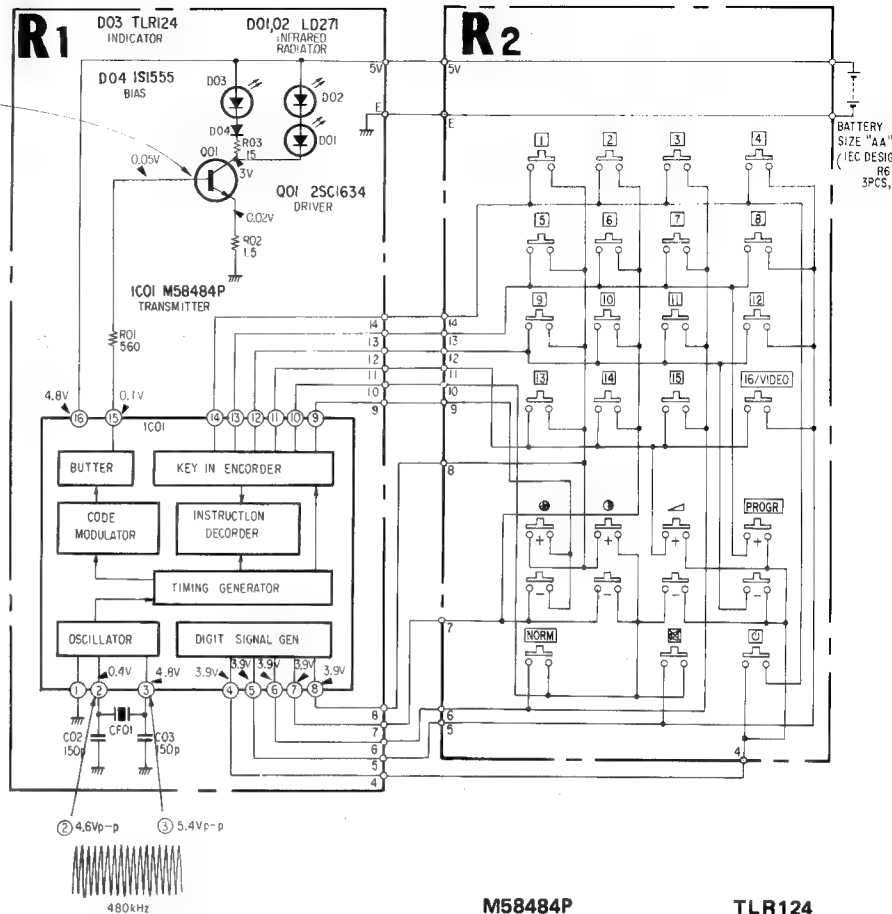 R1
D03 TLR124
INDICATOR
D01,02 LD271
INFRARED
RADIATOR
R2
D04 1S1555
BIAS
5V
5V
D03
D02
D04
D01
R03
15
E
E
BATTERY
SIZE "AA"
(IEC DESIG
R6
3PCS,
Q01
3V
0.05V
Q01 2SC1634
DRIVER
0.02V
R02
1.5
1
2
3
4
5
6
7
8
9
10
11
12
13
14
15
16/VIDEO
IC01 M58484P
TRANSMITTER
R01
560
14
13
12
11
10
9
14
13
12
11
10
9
8
4.8V
0.1V
16
15
14
13
12
11
10
9
IC01
BUTTER
KEY IN ENCORDER
CODE
MODULATOR
INSTRUCTLON
DECORDER
TIMING GENERATOR
OSCILLATOR
DIGIT SIGNAL GEN
PROGR
+
+
+
+
-
-
-
-
7
NORM
0.4V
4.8V
3.9V
3.9V
3.9V
3.9V
3.9V
1
2
3
4
5
6
7
8
C02
150p
CF01
C03
150p
8
7
6
5
4
6
5
4
② 4.6Vp-p
③ 5.4Vp-p
480kHz
M58484P
TLR124